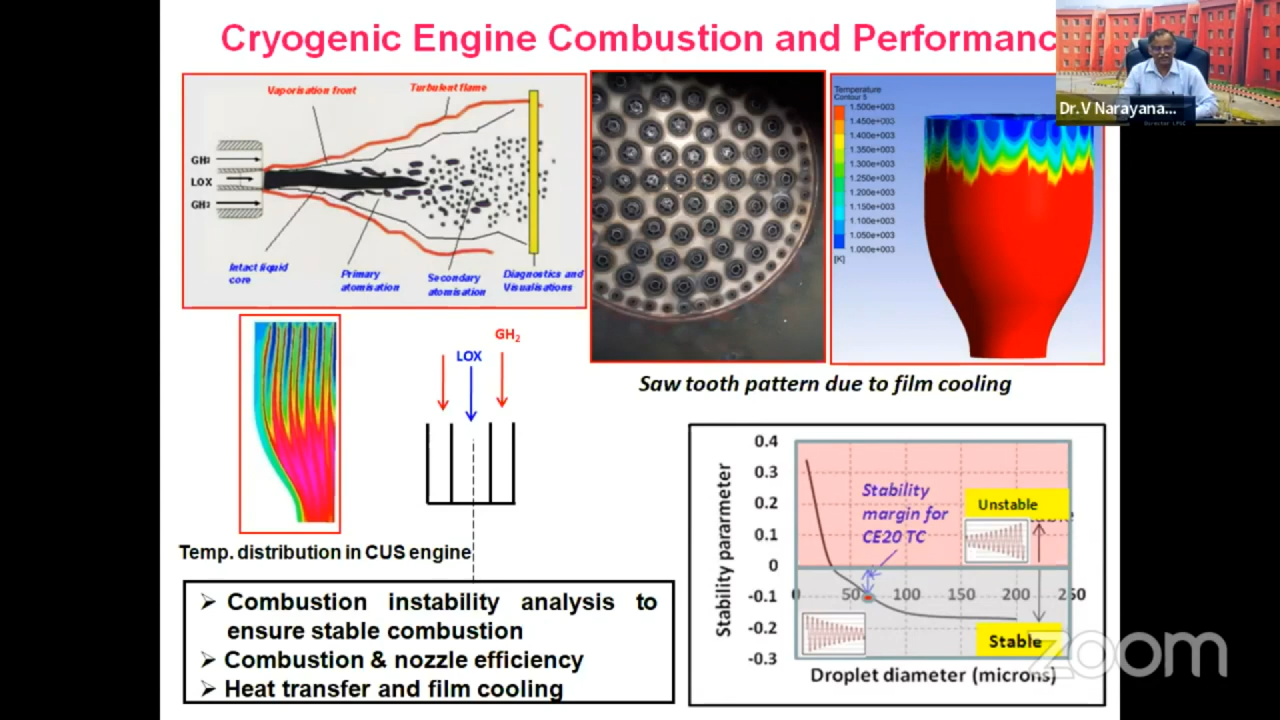 Cryogenic Engine Combustion and Performanc
Dr.V Narayana...
Director LPSC
Vaporisation front
Turbulent flame
GH2
LOX
GH2
Intact liquid
core
Primary
atomisation
Secondary
atomisation
Diagnostics and
Visualisations
Temperature
Contour 5
1.500e+003
1.450e+003
1.400e+003
1.350e+003
1.300e+003
1.250e+003
1.200e+003
1.150e+003
1.100e+003
1.050e+003
1.000e+003
[K]
Saw tooth pattern due to film cooling
GH2
LOX
Temp. distribution in CUS engine
➢ Combustion instability analysis to
ensure stable combustion
➢ Combustion & nozzle efficiency
➢ Heat transfer and film cooling
Stability pararmeter
0.4
0.3
0.2
0.1
0
-0.1
-0.2
-0.3
0 50 100 150 200 250
Stability
margin for
CE20 TC
Unstable
Stable
Droplet diameter (microns)
zoom